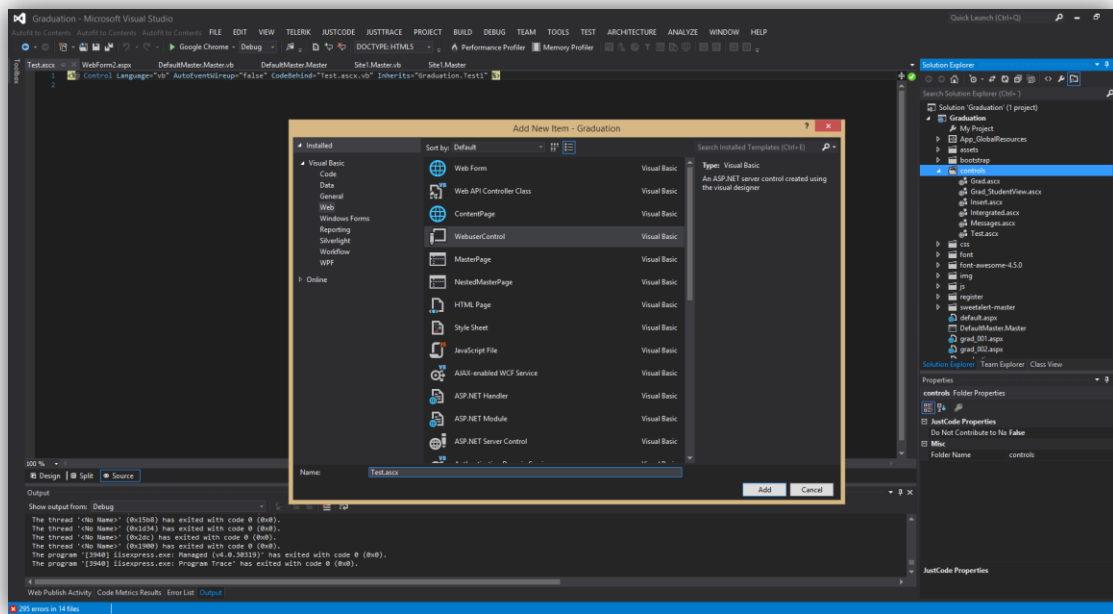 Graduation - Microsoft Visual Studio
Quick Launch (Ctrl+Q)
Autofit to Contents Autofit to Contents Autofit to Contents FILE EDIT VIEW TELERIK JUSTCODE JUSTTRACE PROJECT BUILD DEBUG TEAM TOOLS TEST ARCHITECTURE ANALYZE WINDOW HELP
Google Chrome Debug DOCTYPE: HTML5 Performance Profiler Memory Profiler
Toolbox
Test.ascx WebForm2.aspx DefaultMaster.Master.vb DefaultMaster.Master Site1.Master.vb Site1.Master
1 <%@ Control Language="vb" AutoEventWireup="false" CodeBehind="Test.ascx.vb" Inherits="Graduation.Test1" %>
2
Add New Item - Graduation
Installed
Visual Basic
Code
Data
General
Web
Windows Forms
Reporting
Silverlight
Workflow
WPF
Online
Sort by: Default
Search Installed Templates (Ctrl+E)
Web Form Visual Basic
Web API Controller Class Visual Basic
ContentPage Visual Basic
WebuserControl Visual Basic
MasterPage Visual Basic
NestedMasterPage Visual Basic
HTML Page Visual Basic
Style Sheet Visual Basic
JavaScript File Visual Basic
AJAX-enabled WCF Service Visual Basic
ASP.NET Handler Visual Basic
ASP.NET Module Visual Basic
ASP.NET Server Control Visual Basic
Type: Visual Basic
An ASP.NET server control created using
the visual designer
Name: Test.ascx
Add Cancel
Solution Explorer
Search Solution Explorer (Ctrl+')
Solution 'Graduation' (1 project)
Graduation
My Project
App_GlobalResources
assets
bootstrap
controls
Grad.ascx
Grad_StudentView.ascx
Insert.ascx
Intergrated.ascx
Messages.ascx
Test.ascx
css
font
font-awesome-4.5.0
img
js
register
sweetalert-master
default.aspx
DefaultMaster.Master
grad_001.aspx
grad_002.aspx
Solution Explorer Team Explorer Class View
Properties
controls Folder Properties
JustCode Properties
Do Not Contribute to Na False
Misc
Folder Name controls
JustCode Properties
100 %
Design Split Source
Output
Show output from: Debug
The thread '<No Name>' (0x15b8) has exited with code 0 (0x0).
The thread '<No Name>' (0x1d34) has exited with code 0 (0x0).
The thread '<No Name>' (0x2dc) has exited with code 0 (0x0).
The thread '<No Name>' (0x1900) has exited with code 0 (0x0).
The program '[3940] iisexpress.exe: Managed (v4.0.30319)' has exited with code 0 (0x0).
The program '[3940] iisexpress.exe: Program Trace' has exited with code 0 (0x0).
Web Publish Activity Code Metrics Results Error List Output
295 errors in 14 files